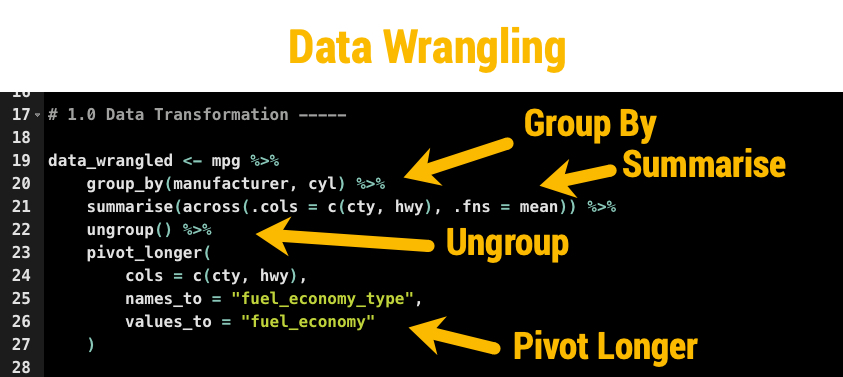 Data Wrangling
16
17 # 1.0 Data Transformation -----
18
19 data_wrangled <- mpg %>%
20 group_by(manufacturer, cyl) %>%
21 summarise(across(.cols = c(cty, hwy), .fns = mean)) %>%
22 ungroup() %>%
23 pivot_longer(
24 cols = c(cty, hwy),
25 names_to = "fuel_economy_type",
26 values_to = "fuel_economy"
27 )
28
Group By
Summarise
Ungroup
Pivot Longer